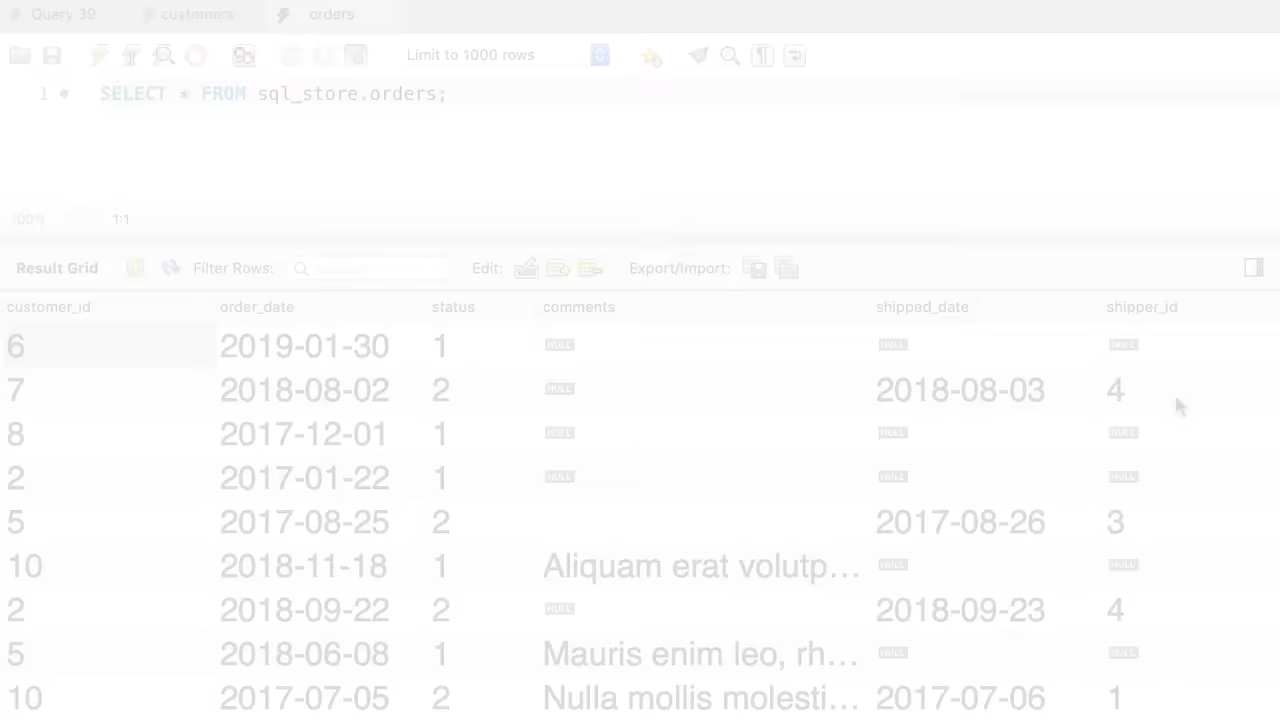 Query 39 customers orders
Limit to 1000 rows
1 SELECT * FROM sql_store.orders;
100% 1:1
Result Grid Filter Rows: Edit: Export/Import:
customer_id order_date status comments shipped_date shipper_id
6 2019-01-30 1 NULL NULL NULL
7 2018-08-02 2 NULL 2018-08-03 4
8 2017-12-01 1 NULL NULL NULL
2 2017-01-22 1 NULL NULL NULL
5 2017-08-25 2 2017-08-26 3
10 2018-11-18 1 Aliquam erat volutp... NULL NULL
2 2018-09-22 2 NULL 2018-09-23 4
5 2018-06-08 1 Mauris enim leo, rh... NULL NULL
10 2017-07-05 2 Nulla mollis molesti... 2017-07-06 1